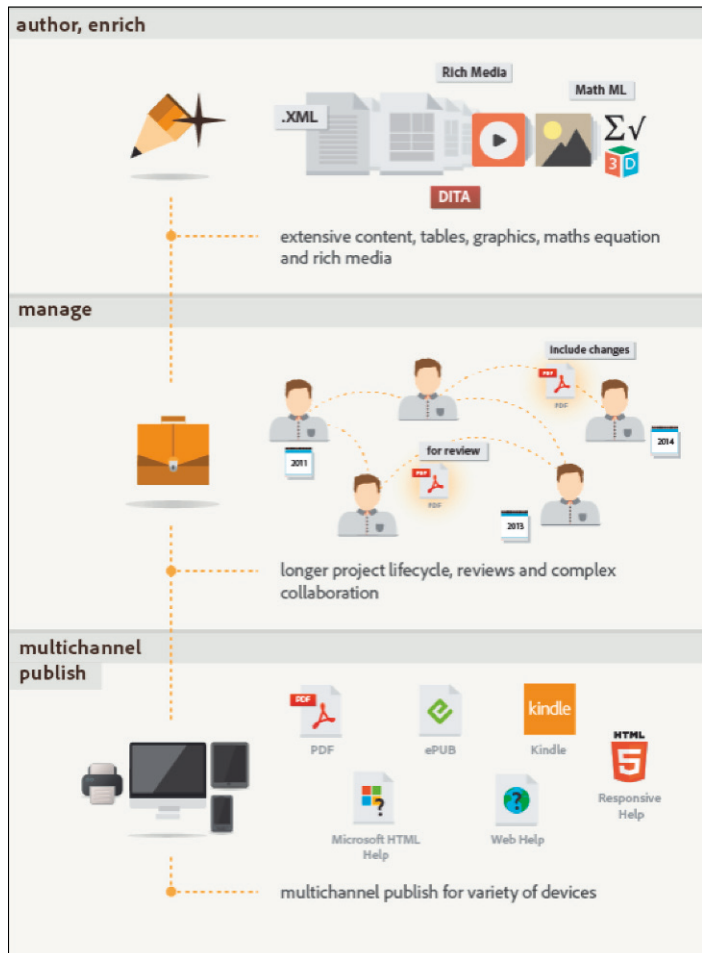 author, enrich
Rich Media
Math ML
.XML
Σ√
3 D
DITA
extensive content, tables, graphics, maths equation
and rich media
manage
include changes
PDF
PDF
2011
2014
for review
PDF
PDF
2013
longer project lifecycle, reviews and complex
collaboration
multichannel
publish
PDF
PDF
ePUB
kindle
Kindle
HTML
5
Responsive
Help
?
Microsoft HTML
Help
?
Web Help
multichannel publish for variety of devices